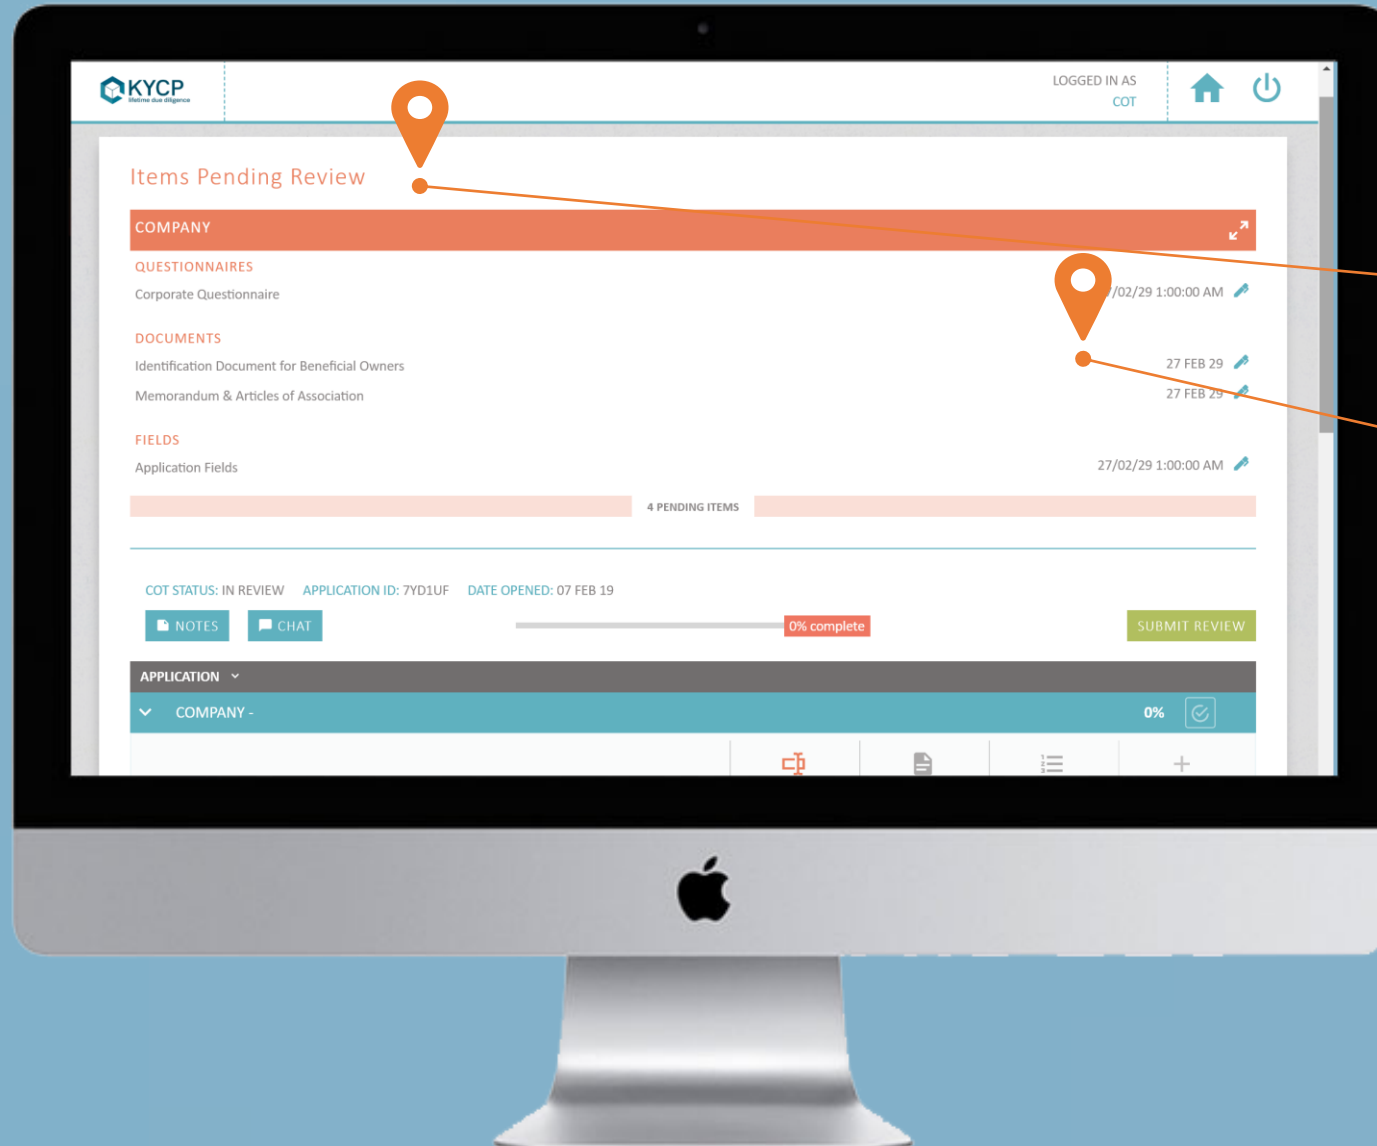 KYCP
lifetime due diligence
LOGGED IN AS
COT
Items Pending Review
COMPANY
QUESTIONNAIRES
Corporate Questionnaire
7/02/29 1:00:00 AM
DOCUMENTS
Identification Document for Beneficial Owners
27 FEB 29
Memorandum & Articles of Association
27 FEB 29
FIELDS
Application Fields
27/02/29 1:00:00 AM
4 PENDING ITEMS
COT STATUS: IN REVIEW APPLICATION ID: 7YD1UF DATE OPENED: 07 FEB 19
NOTES CHAT 0% complete SUBMIT REVIEW
APPLICATION
COMPANY - 0%